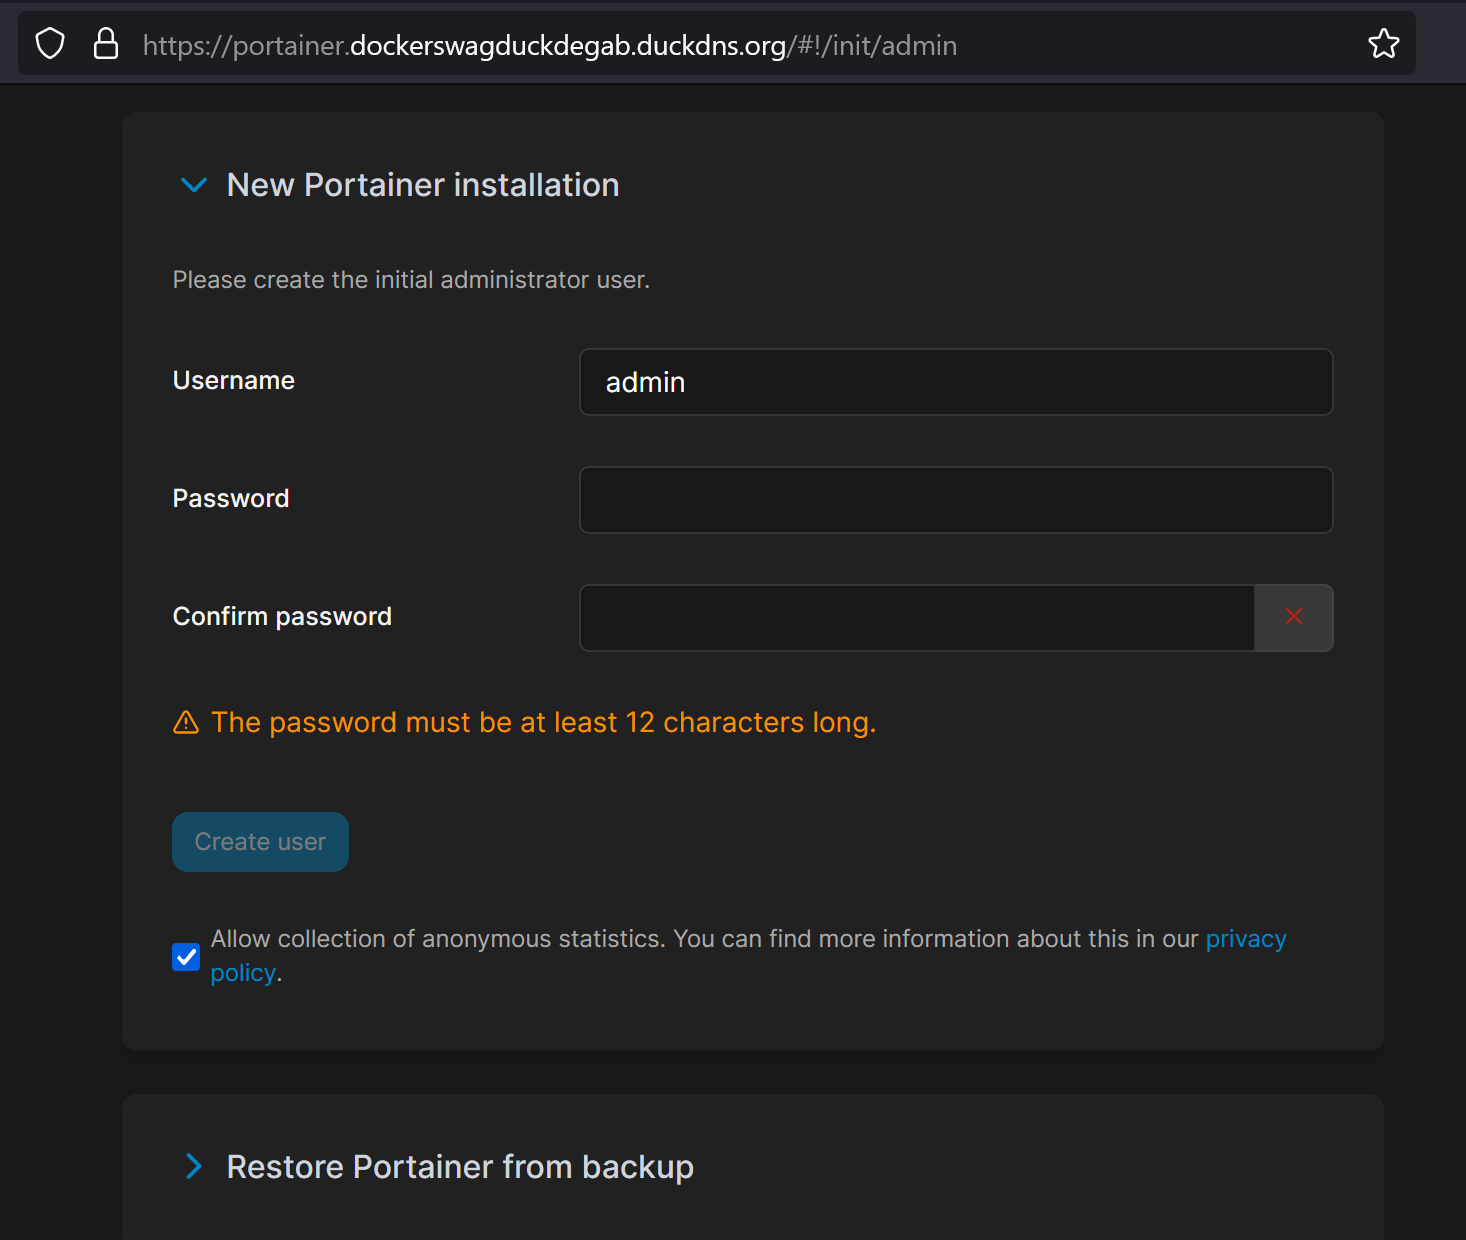 https://portainer.dockerswagduckdegab.duckdns.org/#!/init/admin
New Portainer installation
Please create the initial administrator user.
Username
admin
Password
Confirm password
The password must be at least 12 characters long.
Create user
Allow collection of anonymous statistics. You can find more information about this in our privacy
policy.
Restore Portainer from backup